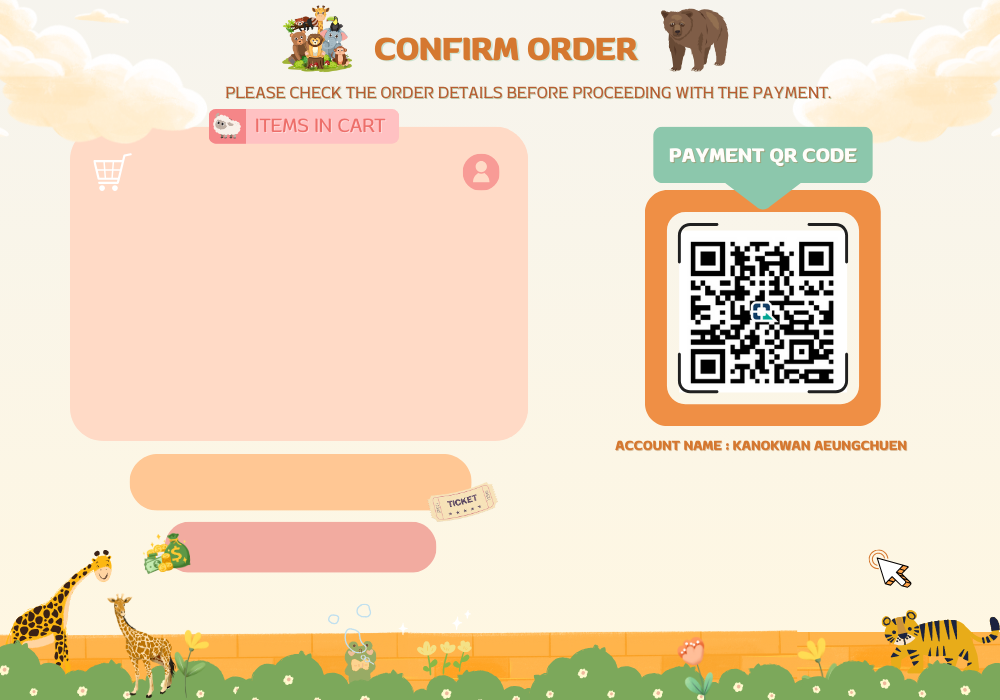 CONFIRM ORDER
PLEASE CHECK THE ORDER DETAILS BEFORE PROCEEDING WITH THE PAYMENT.
ITEMS IN CART
PAYMENT QR CODE
ACCOUNT NAME : KANOKWAN AEUNGCHUEN
TICKET